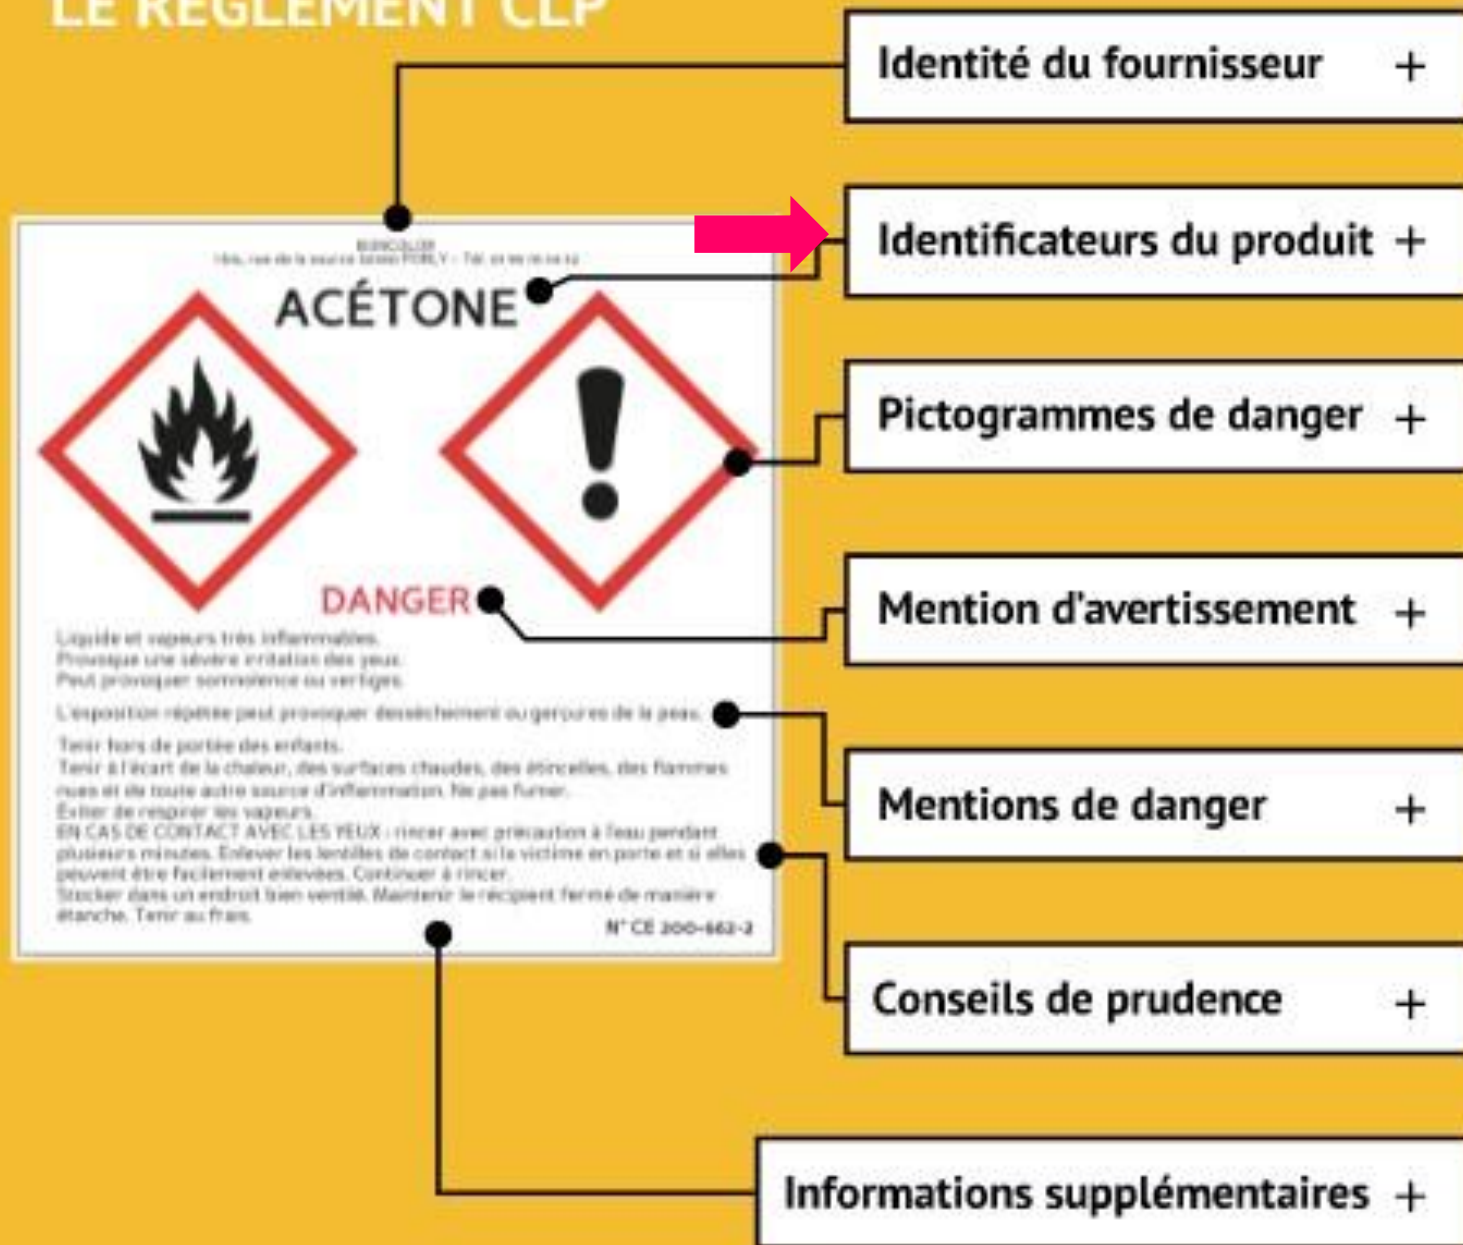 LE RÈGLEMENT CLP
Identité du fournisseur +
Identificateurs du produit +
Pictogrammes de danger +
Mention d'avertissement +
Mentions de danger +
Conseils de prudence +
Informations supplémentaires +
ACÉTONE
DANGER
Liquide et vapeurs très inflammables.
Provoque une sévère irritation des yeux.
Peut provoquer somnolence ou vertiges.
L'exposition répétée peut provoquer dessèchement ou gerçures de la peau.
Tenir hors de portée des enfants.
Tenir à l'écart de la chaleur, des surfaces chaudes, des étincelles, des flammes
nues et de toute autre source d'inflammation. Ne pas fumer.
Éviter de respirer les vapeurs.
EN CAS DE CONTACT AVEC LES YEUX : rincer avec précaution à l'eau pendant
plusieurs minutes. Enlever les lentilles de contact si la victime en porte et si elles
peuvent être facilement enlevées. Continuer à rincer.
Stocker dans un endroit bien ventilé. Maintenir le récipient fermé de manière
étanche. Tenir au frais.
N° CE 200-662-2